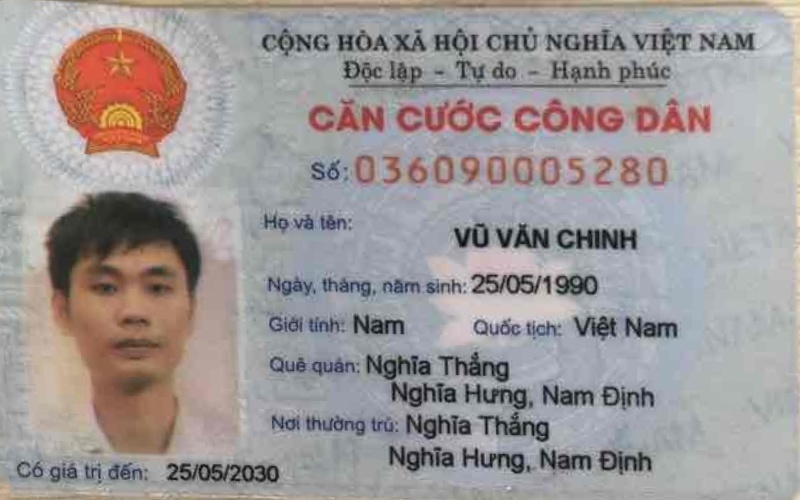 CỘNG HÒA XÃ HỘI CHỦ NGHĨA VIỆT NAM
Độc lập - Tự do - Hạnh phúc
CĂN CƯỚC CÔNG DÂN
Số: 036090005280
Họ và tên:
VŨ VĂN CHINH
Ngày, tháng, năm sinh: 25/05/1990
Giới tính: Nam Quốc tịch: Việt Nam
Quê quán: Nghĩa Thắng
Nghĩa Hưng, Nam Định
Nơi thường trú: Nghĩa Thắng
Nghĩa Hưng, Nam Định
Có giá trị đến: 25/05/2030